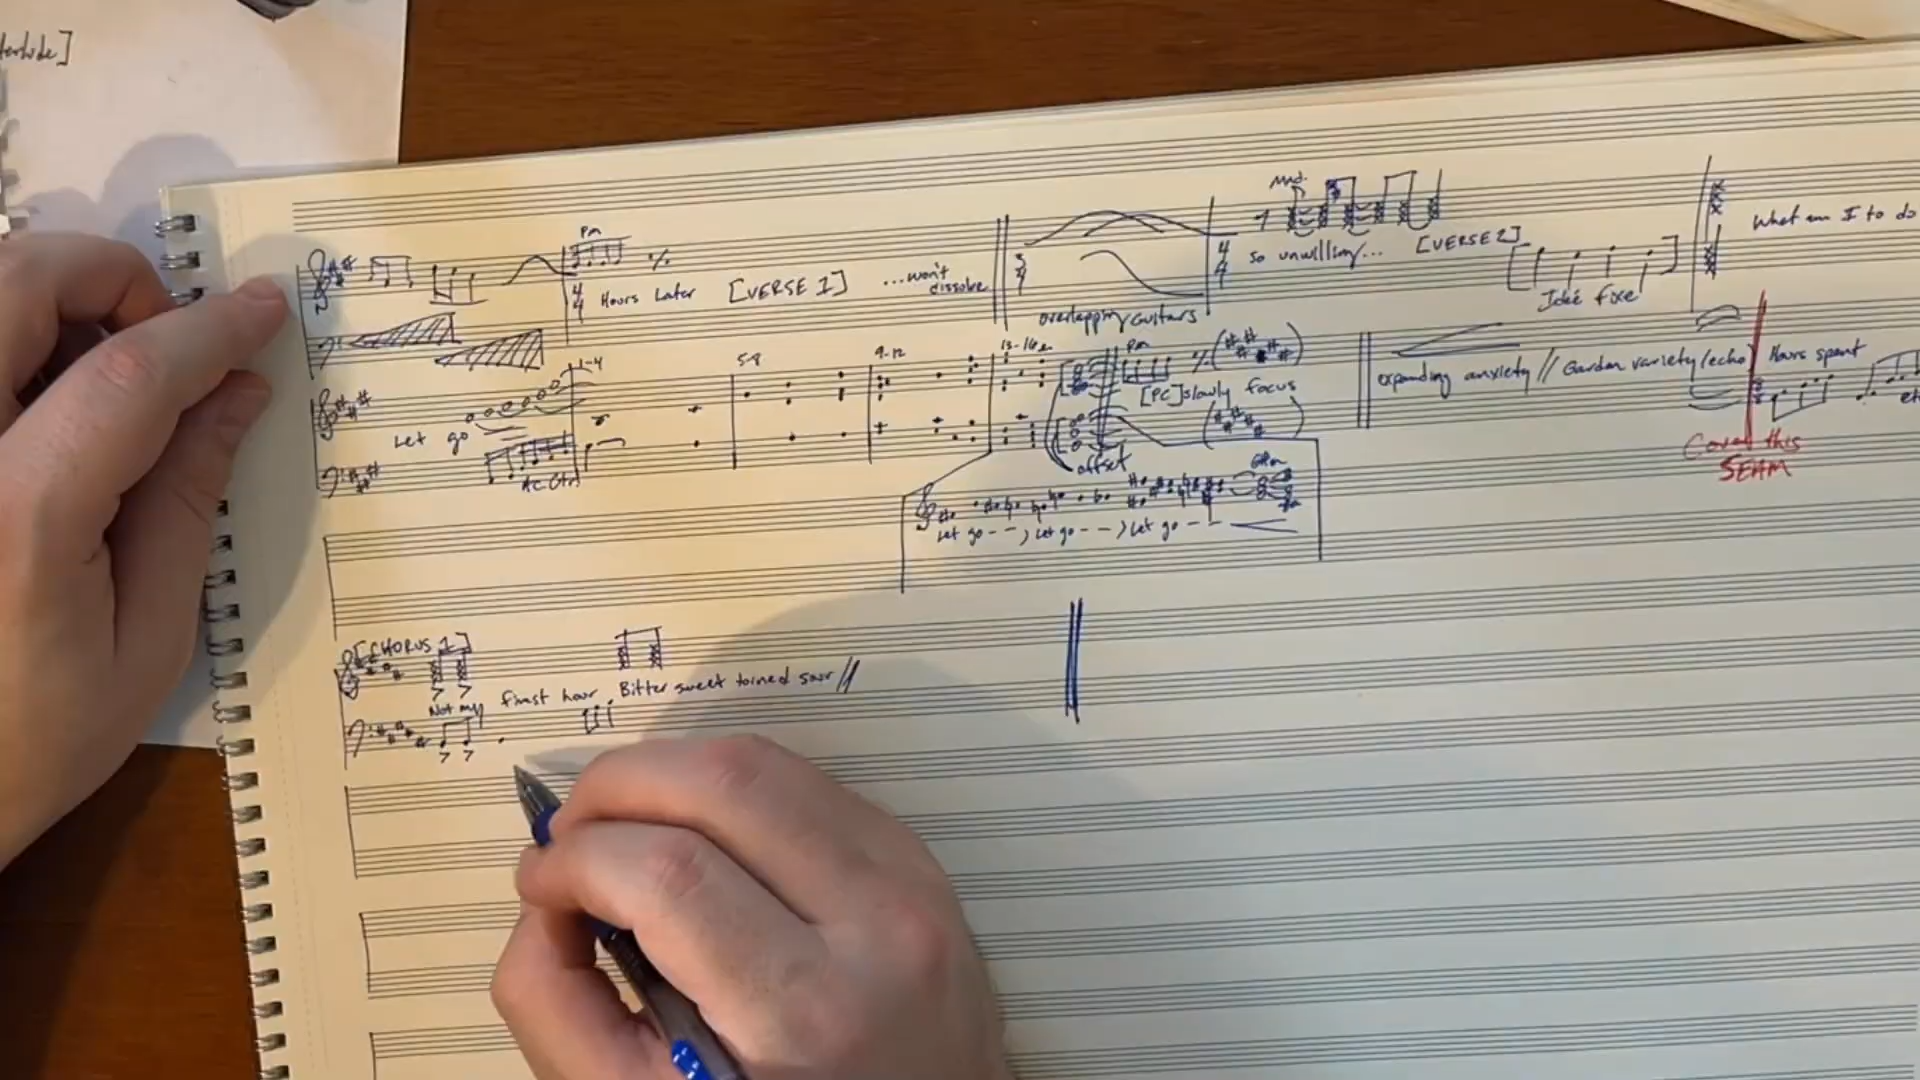 terlude]
Pm
4/4 Hours Later [VERSE 1] ...won't dissolve
3/4
overlapping guitars
4/4 so unwilling... [VERSE 2]
Idée fixe
What am I to do
Let go
1-4
5-8
9-12
13-16
Ac Gtr
Pm
[PC] slowly focus
offset
expanding anxiety // Garden variety/echo
Hours spent
Cover this
SEAM
Let go -- , Let go -- , Let go --
[CHORUS 1]
Not my finest hour Bitter sweet turned sour //